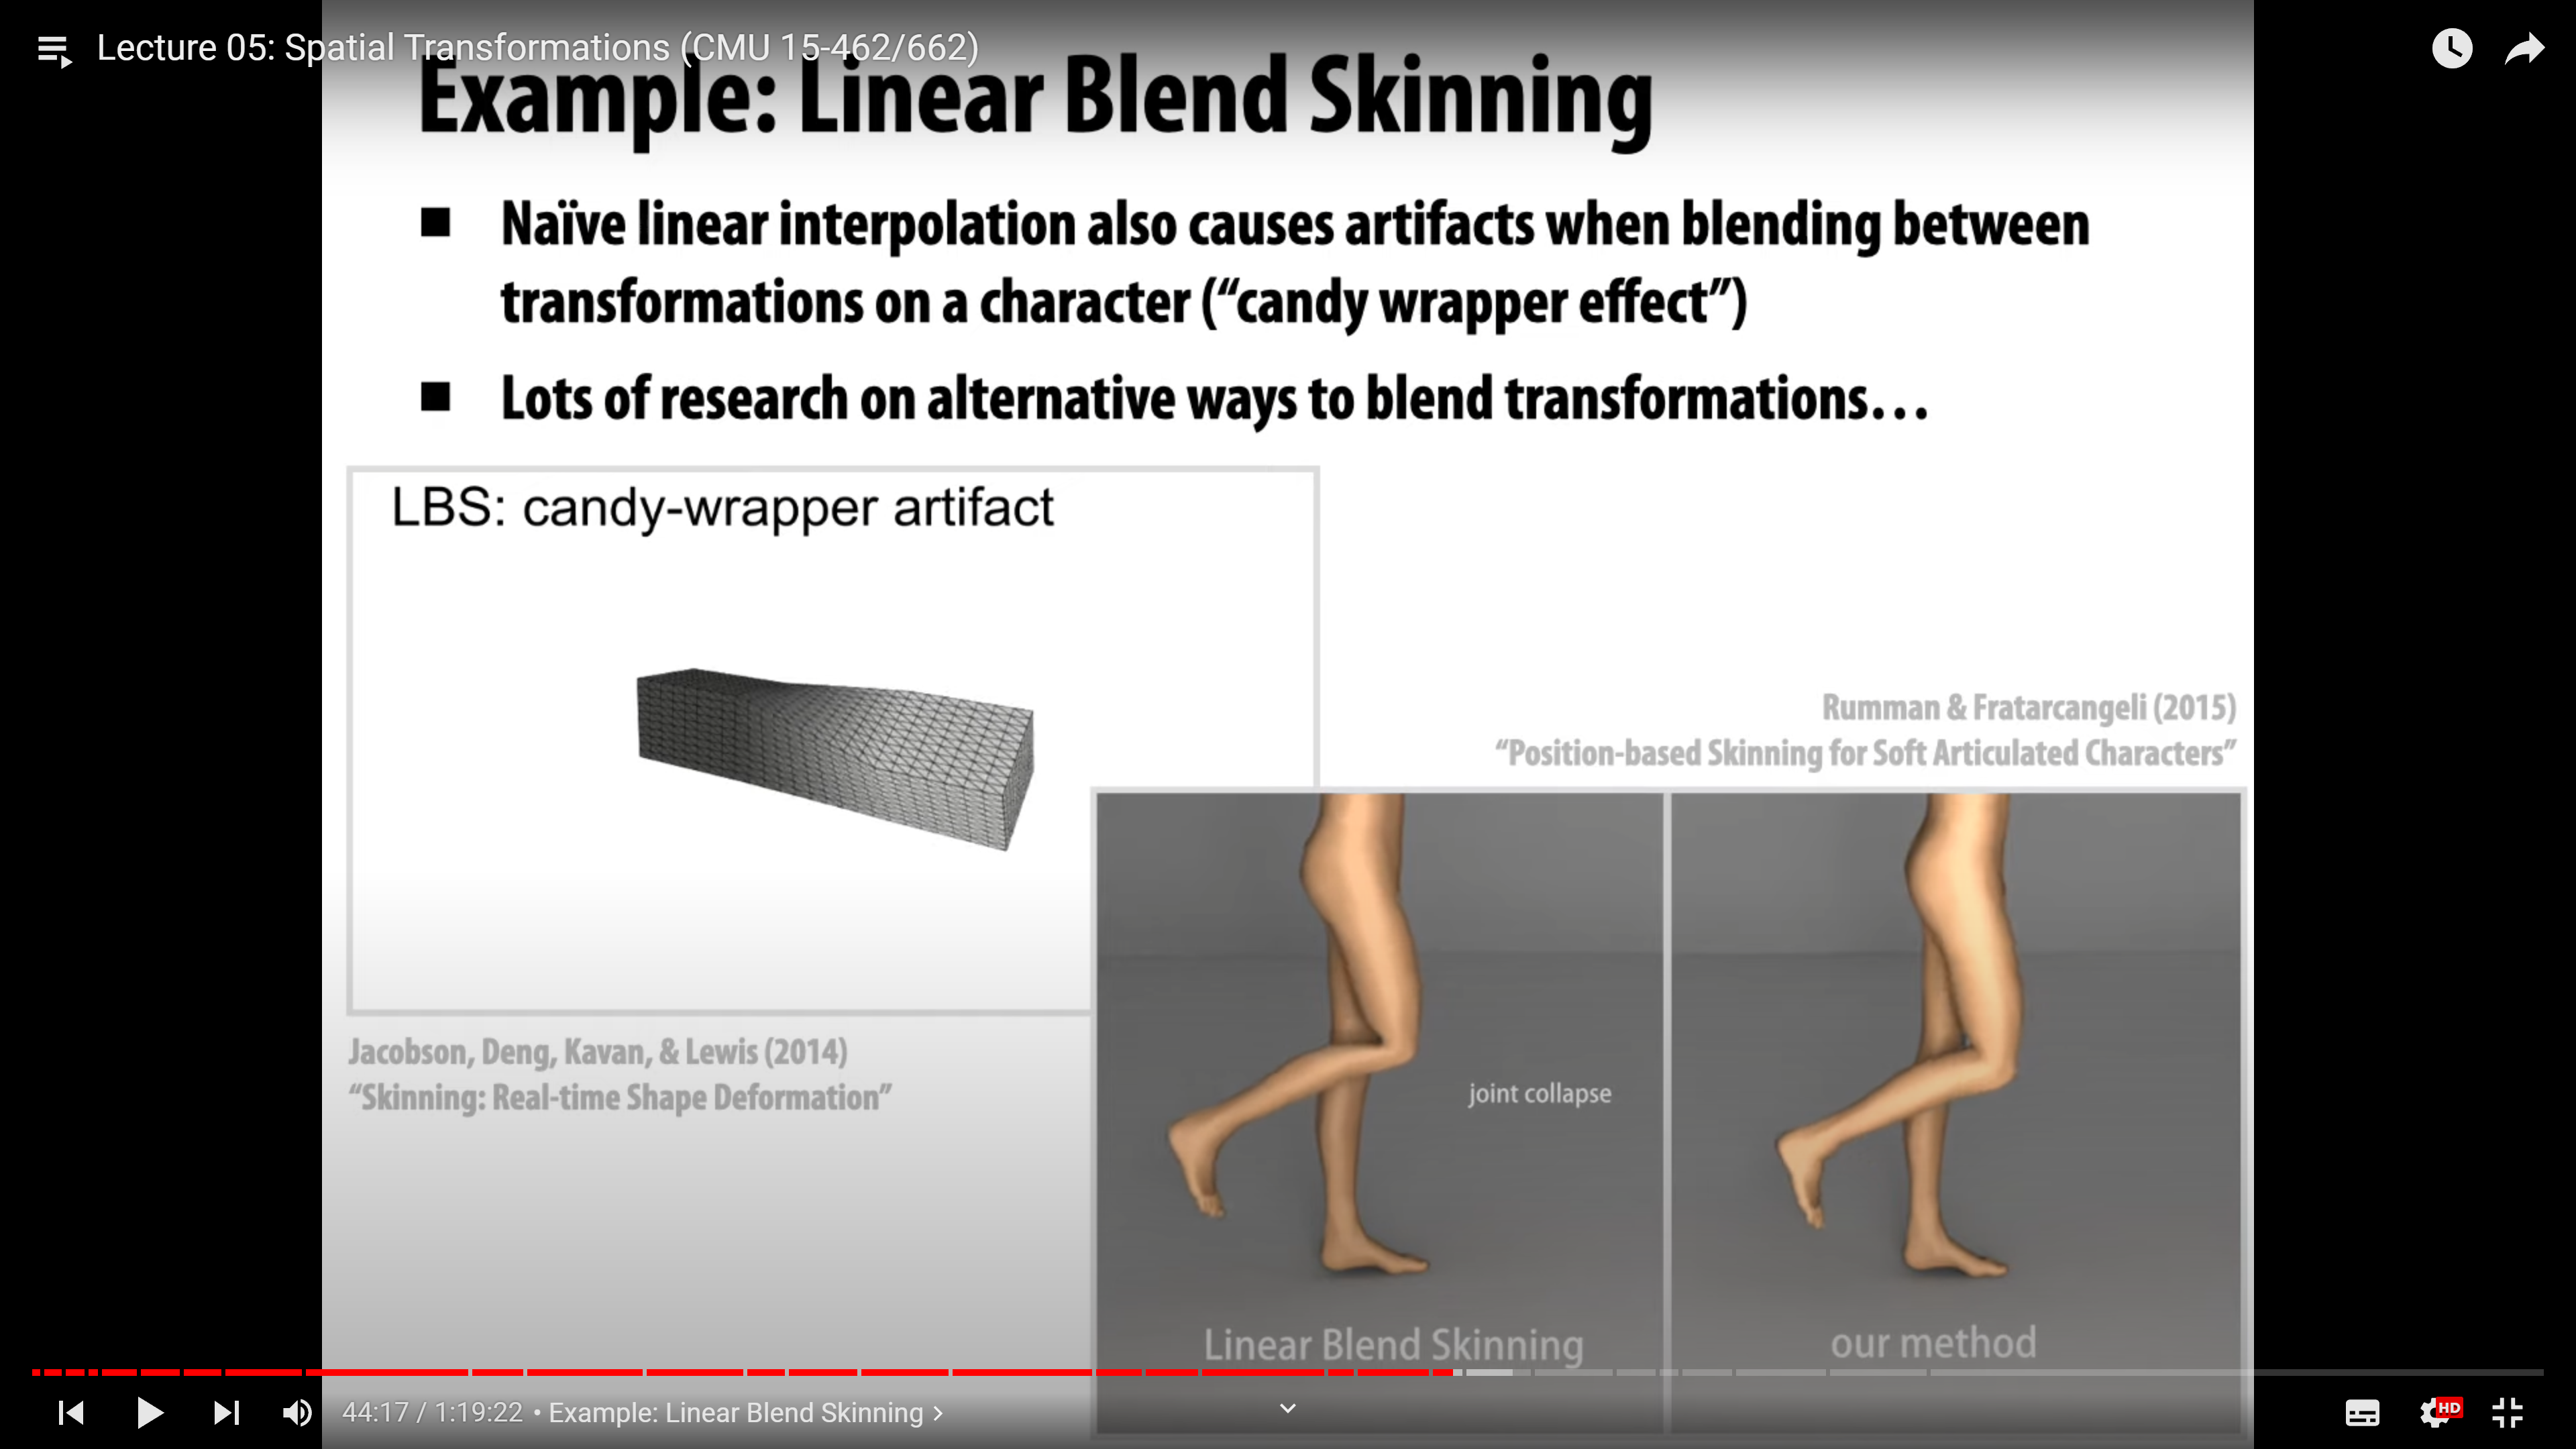 Lecture 05: Spatial Transformations (CMU 15-462/662)
Example: Linear Blend Skinning
■ Naïve linear interpolation also causes artifacts when blending between
transformations on a character (“candy wrapper effect”)
■ Lots of research on alternative ways to blend transformations…
LBS: candy-wrapper artifact
Jacobson, Deng, Kavan, & Lewis (2014)
“Skinning: Real-time Shape Deformation”
Rumman & Fratarcangeli (2015)
“Position-based Skinning for Soft Articulated Characters”
joint collapse
Linear Blend Skinning
our method
44:17 / 1:19:22 • Example: Linear Blend Skinning
HD